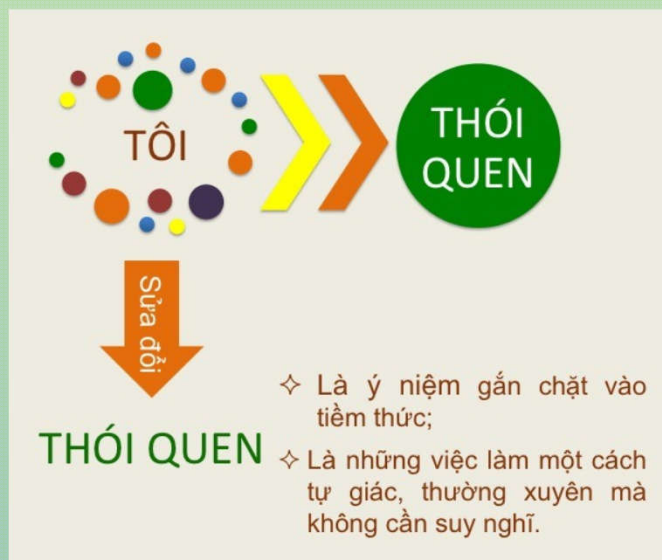 TÔI
THÓI
QUEN
Sửa đổi
THÓI QUEN
Là ý niệm gắn chặt vào
tiềm thức;
Là những việc làm một cách
tự giác, thường xuyên mà
không cần suy nghĩ.